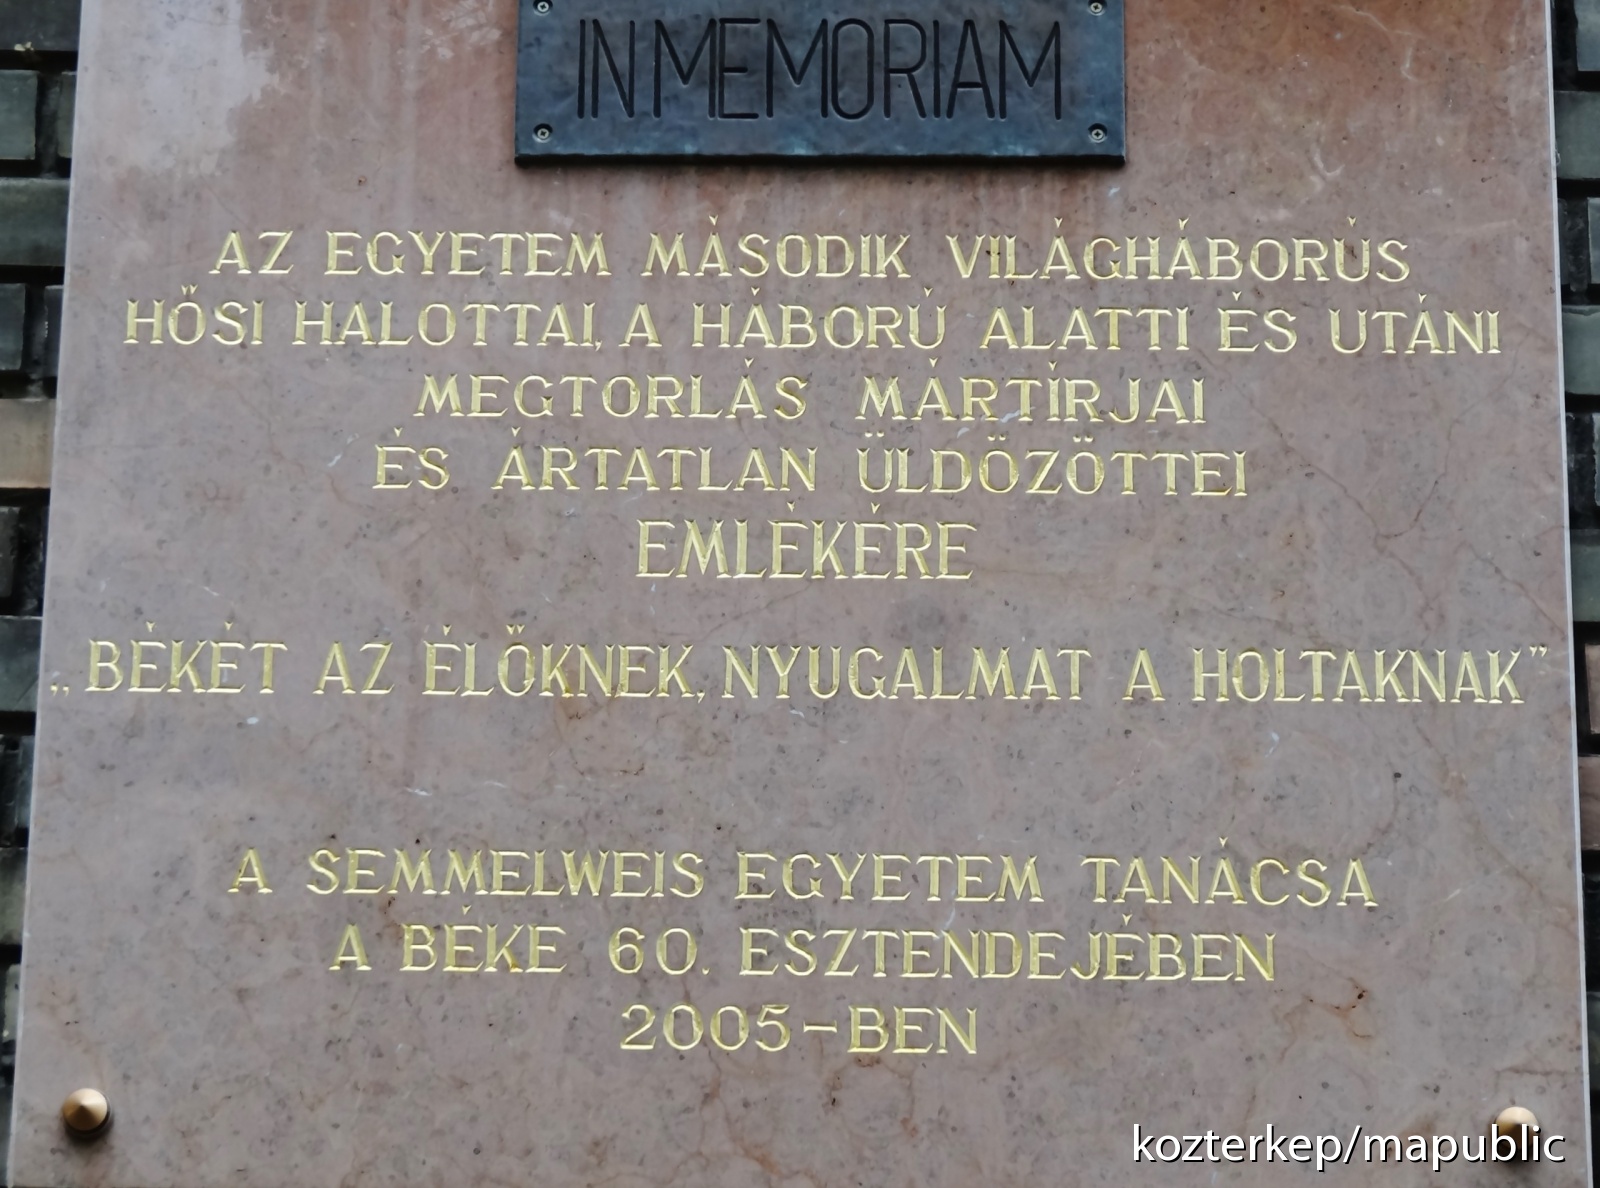 IN MEMORIAM
AZ EGYETEM MÁSODIK VILÁGHÁBORÚS
HŐSI HALOTTAI, A HÁBORÚ ALATTI ÉS UTÁNI
MEGTORLÁS MÁRTÍRJAI
ÉS ÁRTATLAN ÜLDÖZÖTTEI
EMLÉKÉRE
„BÉKÉT AZ ÉLŐKNEK, NYUGALMAT A HOLTAKNAK”
A SEMMELWEIS EGYETEM TANÁCSA
A BÉKE 60. ESZTENDEJÉBEN
2005-BEN
kozterkep/mapublic